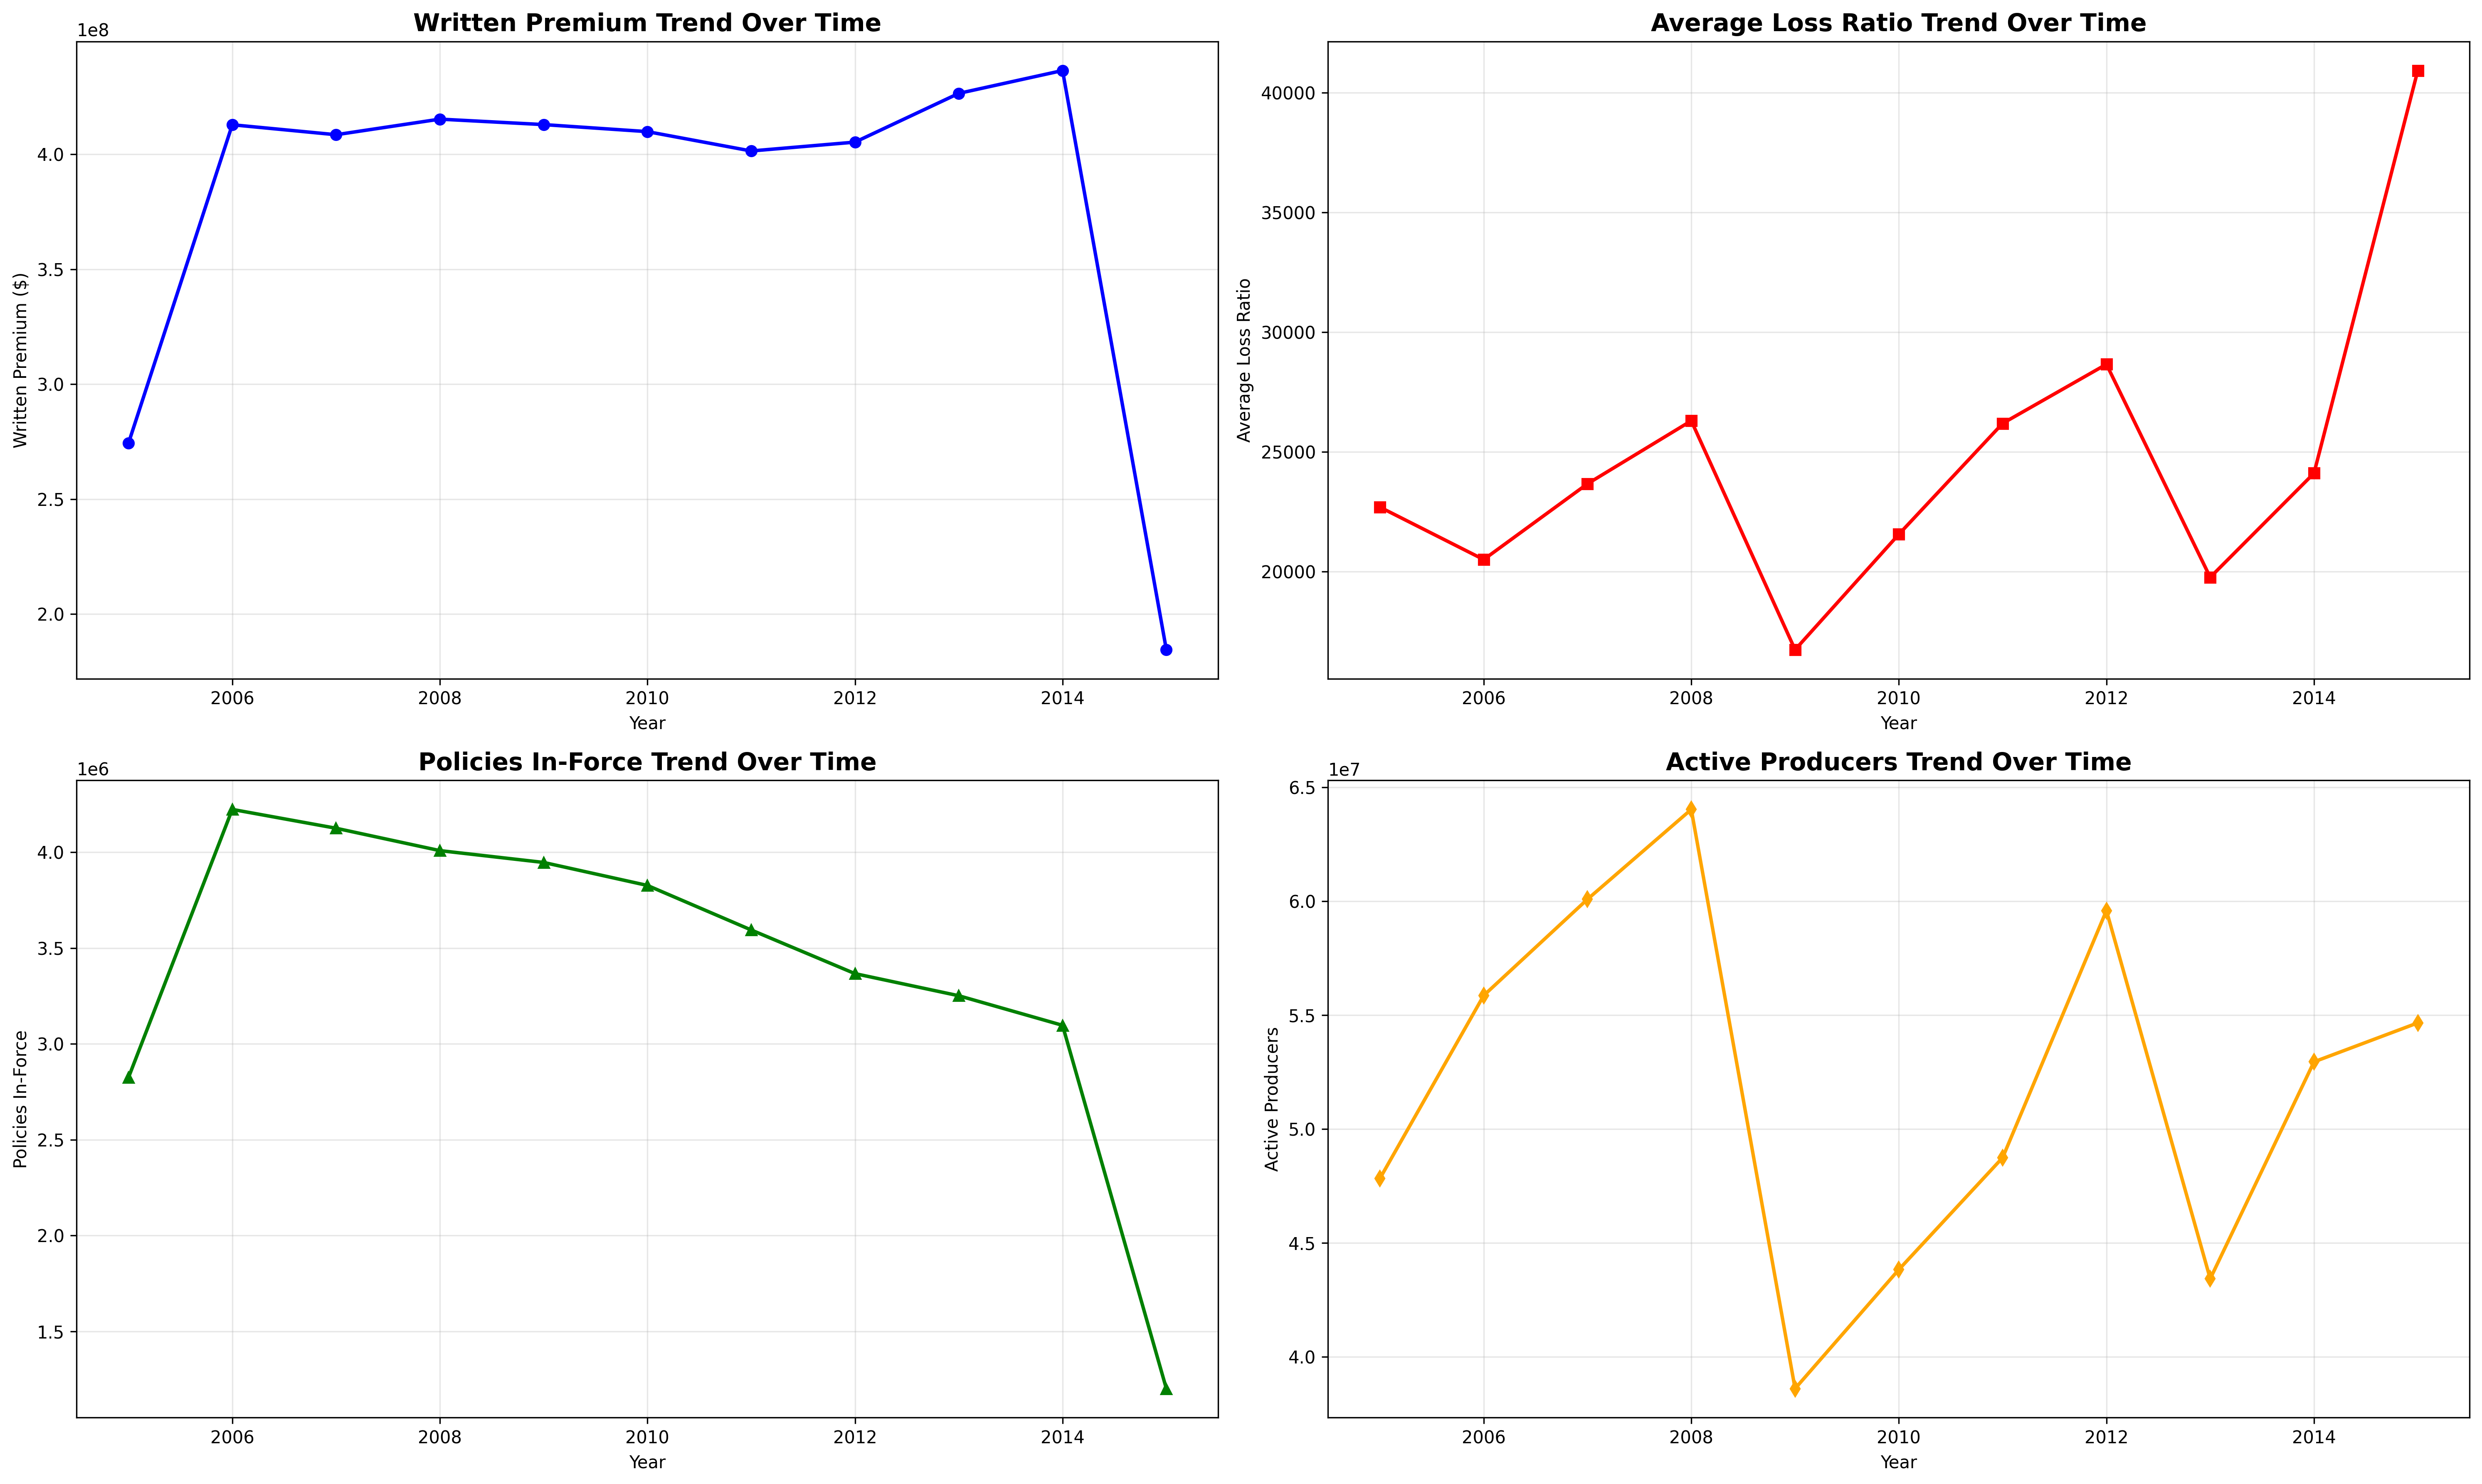 Written Premium Trend Over Time
1e8
4.0
3.5
3.0
2.5
2.0
Written Premium ($)
2006 2008 2010 2012 2014
Year
Average Loss Ratio Trend Over Time
40000
35000
30000
25000
20000
Average Loss Ratio
2006 2008 2010 2012 2014
Year
Policies In-Force Trend Over Time
1e6
4.0
3.5
3.0
2.5
2.0
1.5
Policies In-Force
2006 2008 2010 2012 2014
Year
Active Producers Trend Over Time
1e7
6.5
6.0
5.5
5.0
4.5
4.0
Active Producers
2006 2008 2010 2012 2014
Year